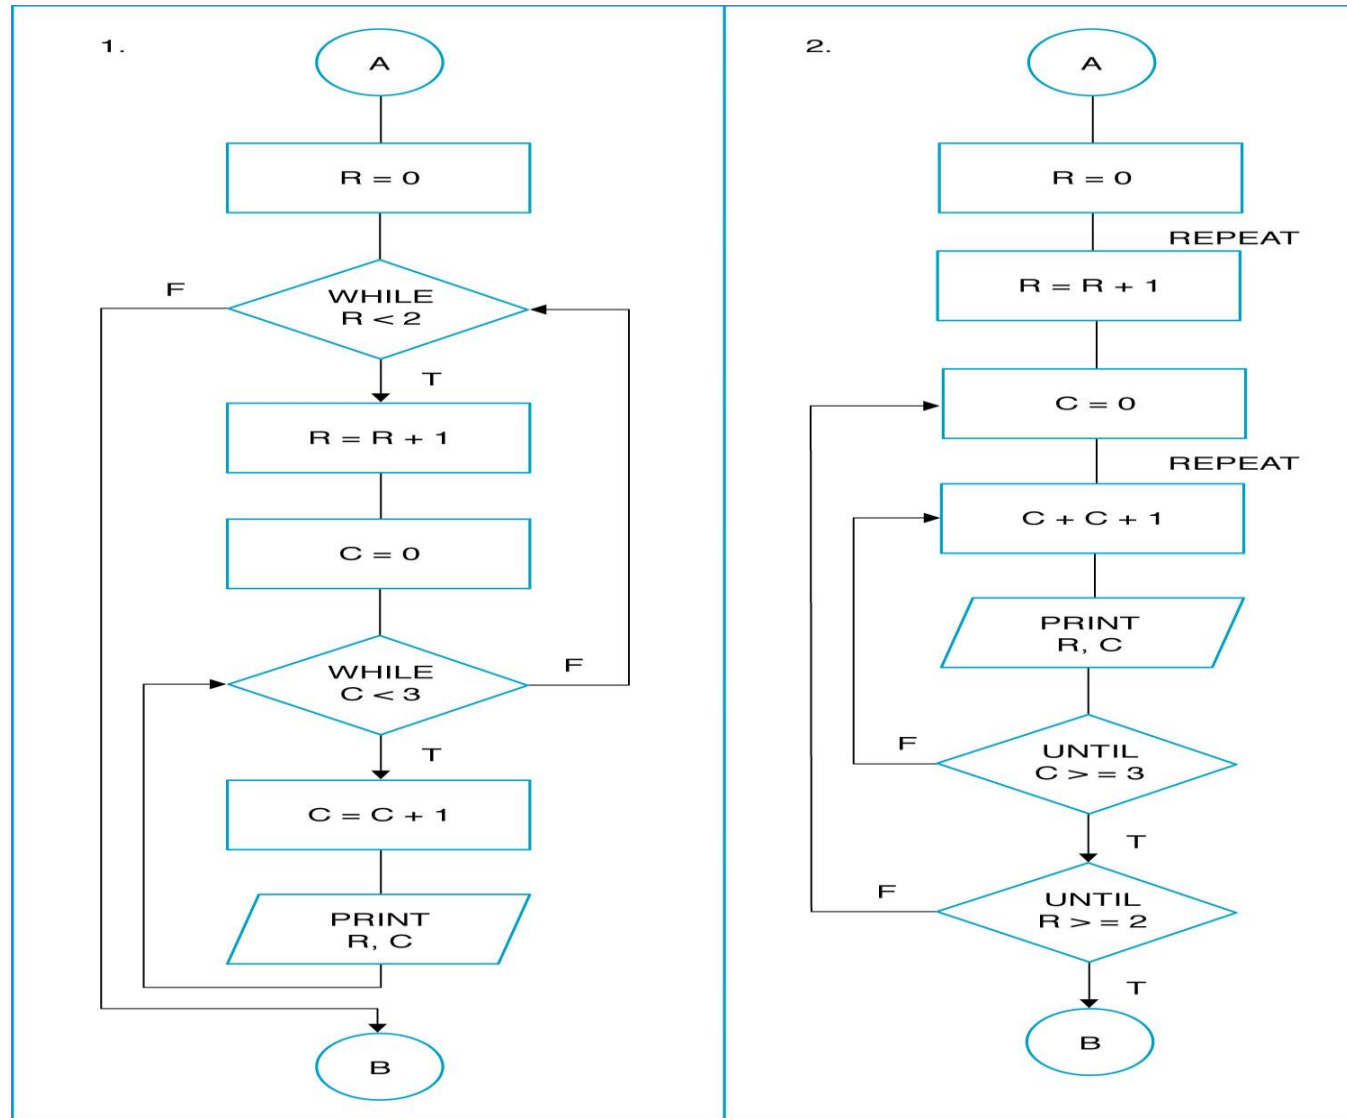 1.
A
R = 0
F
WHILE
R < 2
T
R = R + 1
C = 0
WHILE
C < 3
F
T
C = C + 1
PRINT
R, C
B
2.
A
R = 0
REPEAT
R = R + 1
C = 0
REPEAT
C + C + 1
PRINT
R, C
F
UNTIL
C > = 3
T
F
UNTIL
R > = 2
T
B